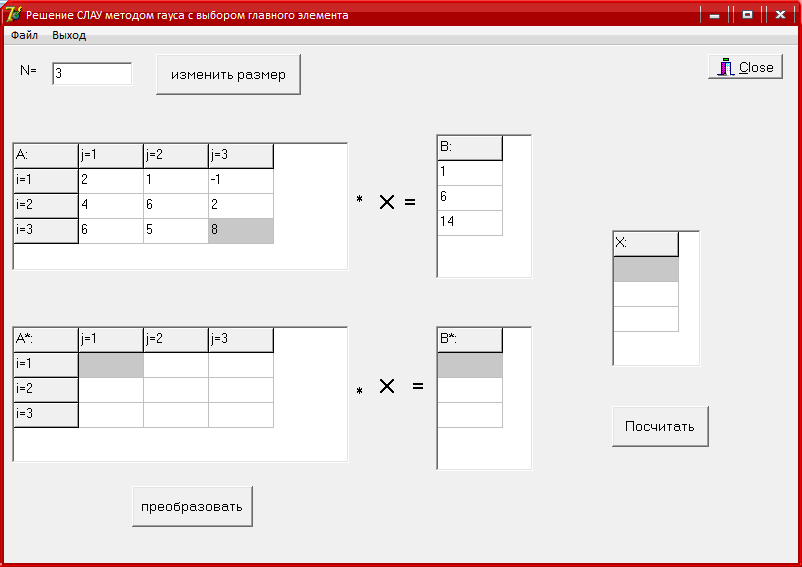 Решение СЛАУ методом гауса с выбором главного элемента
Файл Выход
N= 3 изменить размер Close
A: j=1 j=2 j=3
i=1 2 1 -1
i=2 4 6 2
i=3 6 5 8
* X =
B:
1
6
14
X:
A*: j=1 j=2 j=3
i=1
i=2
i=3
* X =
B*:
Посчитать
преобразовать